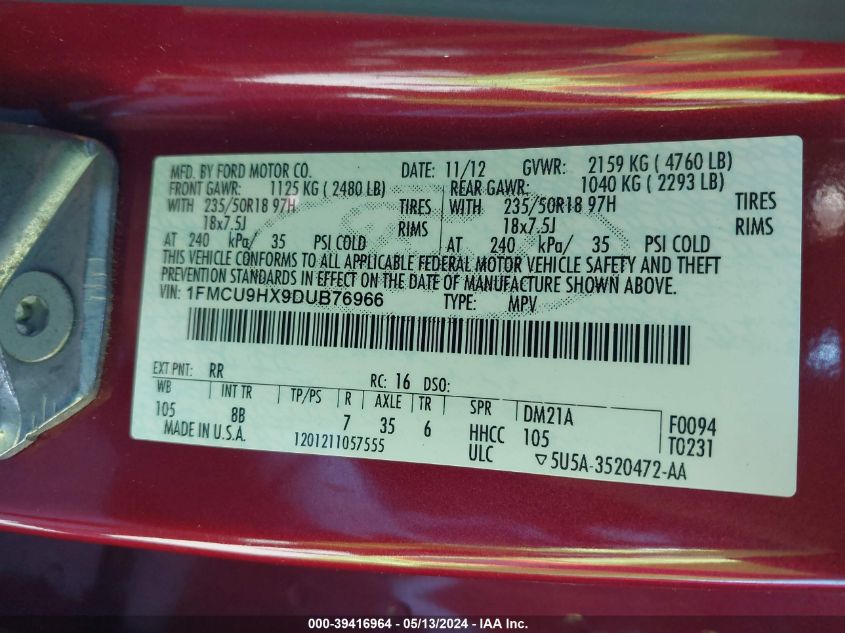 MFD. BY FORD MOTOR CO. DATE: 11/12 GVWR: 2159 KG ( 4760 LB)
FRONT GAWR: 1125 KG ( 2480 LB) REAR GAWR: 1040 KG ( 2293 LB)
WITH 235/50R18 97H TIRES WITH 235/50R18 97H TIRES
18x7.5J RIMS 18x7.5J RIMS
AT 240 kPa/ 35 PSI COLD AT 240 kPa/ 35 PSI COLD
THIS VEHICLE CONFORMS TO ALL APPLICABLE FEDERAL MOTOR VEHICLE SAFETY AND THEFT
PREVENTION STANDARDS IN EFFECT ON THE DATE OF MANUFACTURE SHOWN ABOVE.
VIN: 1FMCU9HX9DUB76966 TYPE: MPV
EXT PNT: RR RC: 16 DSO:
WB INT TR TP/PS R AXLE TR SPR DM21A F0094
105 8B 7 35 6 HHCC 105 T0231
MADE IN U.S.A. 1201211057555 ULC ▽5U5A-3520472-AA
000-39416964 - 05/13/2024 - IAA Inc.